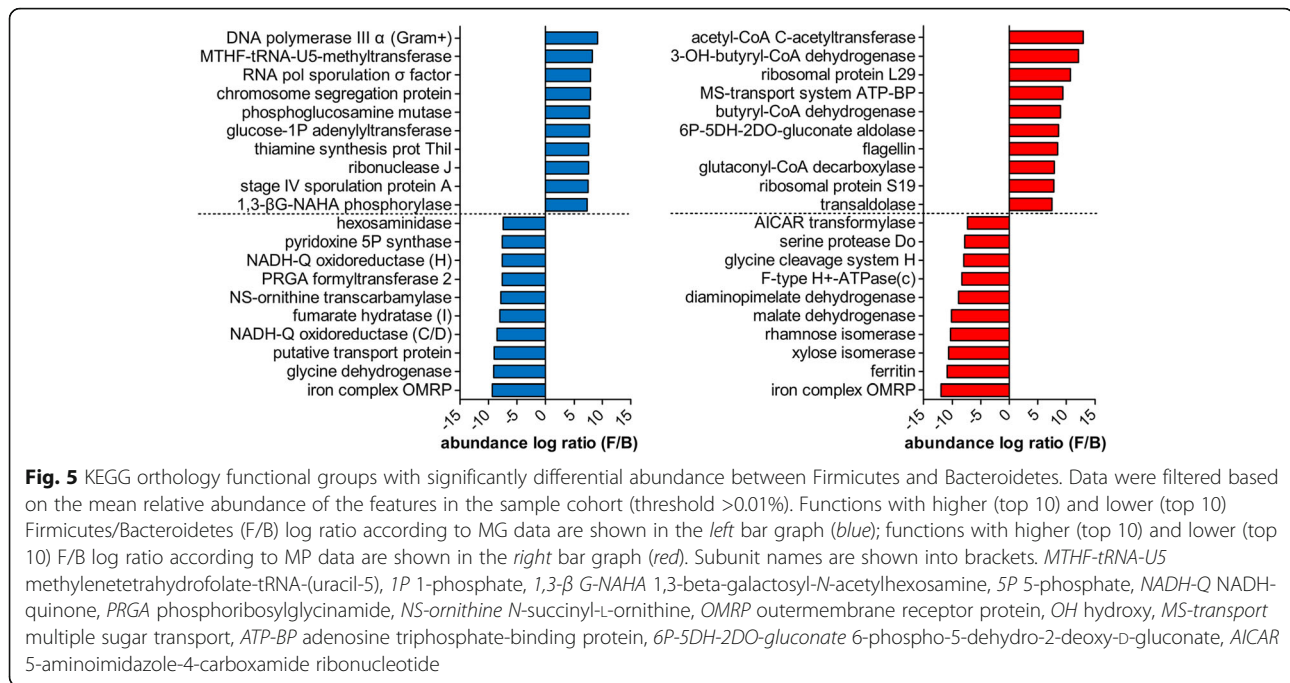 DNA polymerase III α (Gram+)
MTHF-tRNA-U5-methyltransferase
RNA pol sporulation σ factor
chromosome segregation protein
phosphoglucosamine mutase
glucose-1P adenylyltransferase
thiamine synthesis prot ThiI
ribonuclease J
stage IV sporulation protein A
1,3-βG-NAHA phosphorylase
hexosaminidase
pyridoxine 5P synthase
NADH-Q oxidoreductase (H)
PRGA formyltransferase 2
NS-ornithine transcarbamylase
fumarate hydratase (I)
NADH-Q oxidoreductase (C/D)
putative transport protein
glycine dehydrogenase
iron complex OMRP
-15 -10 -5 0 5 10 15
abundance log ratio (F/B)
acetyl-CoA C-acetyltransferase
3-OH-butyryl-CoA dehydrogenase
ribosomal protein L29
MS-transport system ATP-BP
butyryl-CoA dehydrogenase
6P-5DH-2DO-gluconate aldolase
flagellin
glutaconyl-CoA decarboxylase
ribosomal protein S19
transaldolase
AICAR transformylase
serine protease Do
glycine cleavage system H
F-type H+-ATPase(c)
diaminopimelate dehydrogenase
malate dehydrogenase
rhamnose isomerase
xylose isomerase
ferritin
iron complex OMRP
-15 -10 -5 0 5 10 15
abundance log ratio (F/B)
Fig. 5 KEGG orthology functional groups with significantly differential abundance between Firmicutes and Bacteroidetes. Data were filtered based
on the mean relative abundance of the features in the sample cohort (threshold >0.01%). Functions with higher (top 10) and lower (top 10)
Firmicutes/Bacteroidetes (F/B) log ratio according to MG data are shown in the left bar graph (blue); functions with higher (top 10) and lower (top
10) F/B log ratio according to MP data are shown in the right bar graph (red). Subunit names are shown into brackets. MTHF-tRNA-U5
methylenetetrahydrofolate-tRNA-(uracil-5), 1P 1-phosphate, 1,3-β G-NAHA 1,3-beta-galactosyl-N-acetylhexosamine, 5P 5-phosphate, NADH-Q NADH-
quinone, PRGA phosphoribosylglycinamide, NS-ornithine N-succinyl-L-ornithine, OMRP outermembrane receptor protein, OH hydroxy, MS-transport
multiple sugar transport, ATP-BP adenosine triphosphate-binding protein, 6P-5DH-2DO-gluconate 6-phospho-5-dehydro-2-deoxy-D-gluconate, AICAR
5-aminoimidazole-4-carboxamide ribonucleotide